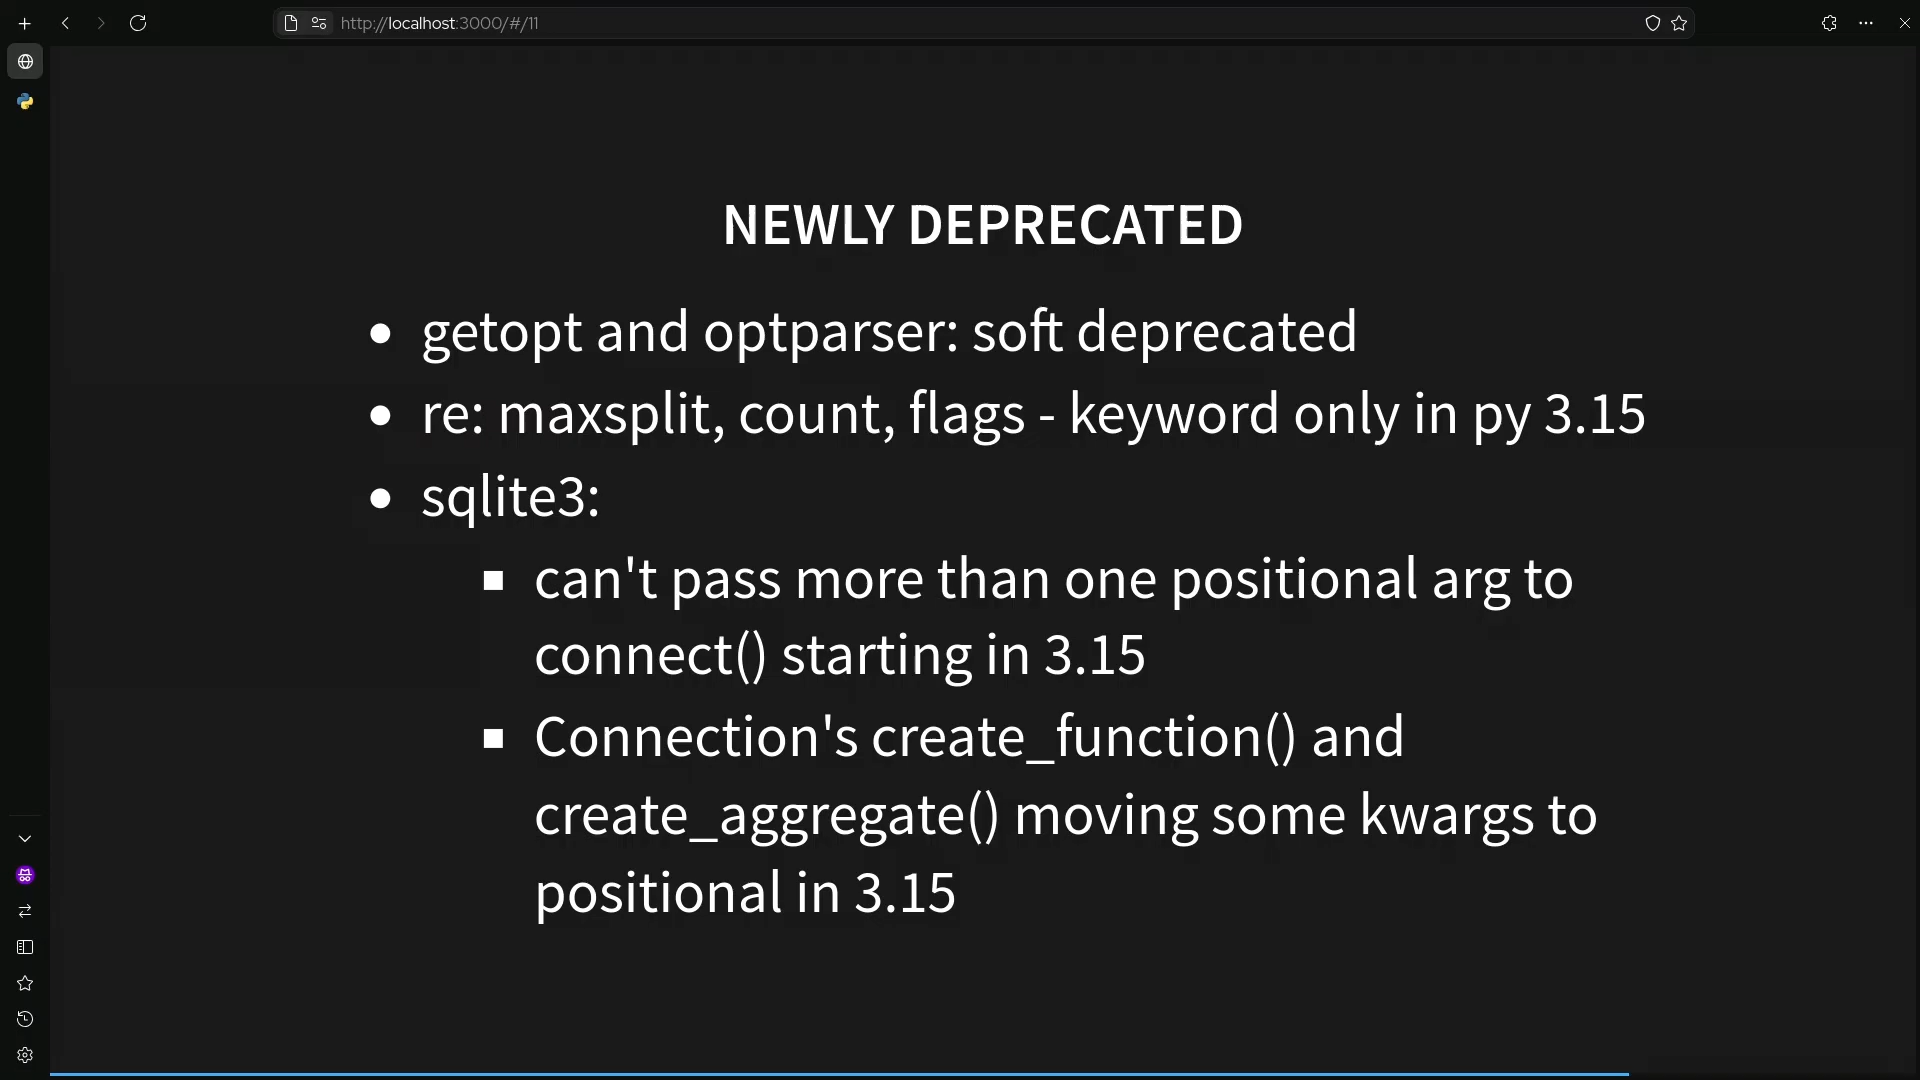 http://localhost:3000/#/11
NEWLY DEPRECATED
getopt and optparser: soft deprecated
re: maxsplit, count, flags - keyword only in py 3.15
sqlite3:
can't pass more than one positional arg to
connect() starting in 3.15
Connection's create_function() and
create_aggregate() moving some kwargs to
positional in 3.15